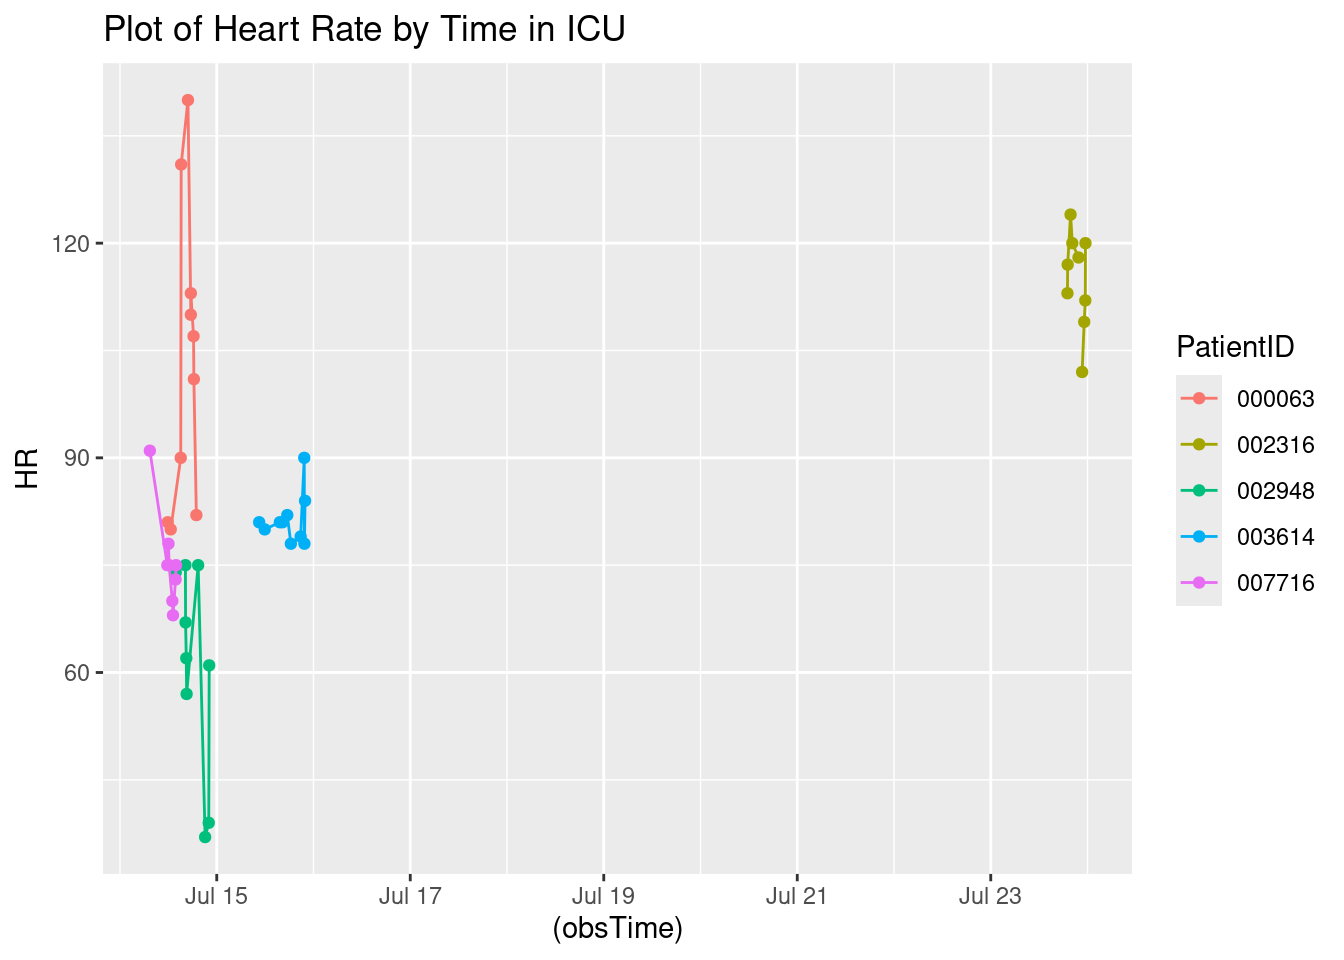 Plot of Heart Rate by Time in ICU
HR
120
90
60
Jul 15
Jul 17
Jul 19
Jul 21
Jul 23
(obsTime)
PatientID
000063
002316
002948
003614
007716